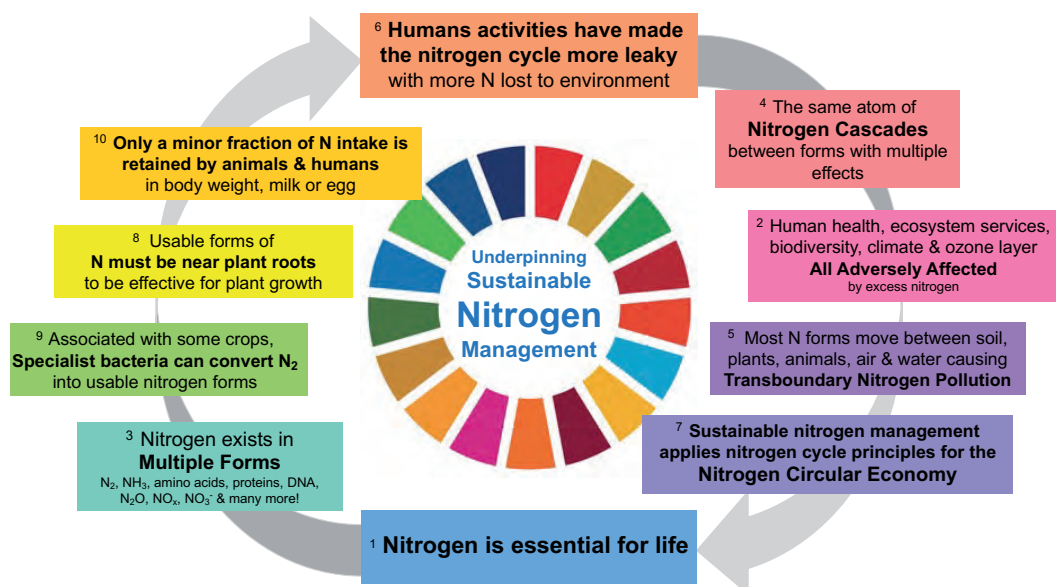 6 Humans activities have made
the nitrogen cycle more leaky
with more N lost to environment
4 The same atom of
Nitrogen Cascades
between forms with multiple
effects
2 Human health, ecosystem services,
biodiversity, climate & ozone layer
All Adversely Affected
by excess nitrogen
5 Most N forms move between soil,
plants, animals, air & water causing
Transboundary Nitrogen Pollution
7 Sustainable nitrogen management
applies nitrogen cycle principles for the
Nitrogen Circular Economy
1 Nitrogen is essential for life
3 Nitrogen exists in
Multiple Forms
N₂, NH₃, amino acids, proteins, DNA,
N₂O, NOₓ, NO₃⁻ & many more!
9 Associated with some crops,
Specialist bacteria can convert N₂
into usable nitrogen forms
8 Usable forms of
N must be near plant roots
to be effective for plant growth
10 Only a minor fraction of N intake is
retained by animals & humans
in body weight, milk or egg
Underpinning
Sustainable
Nitrogen
Management